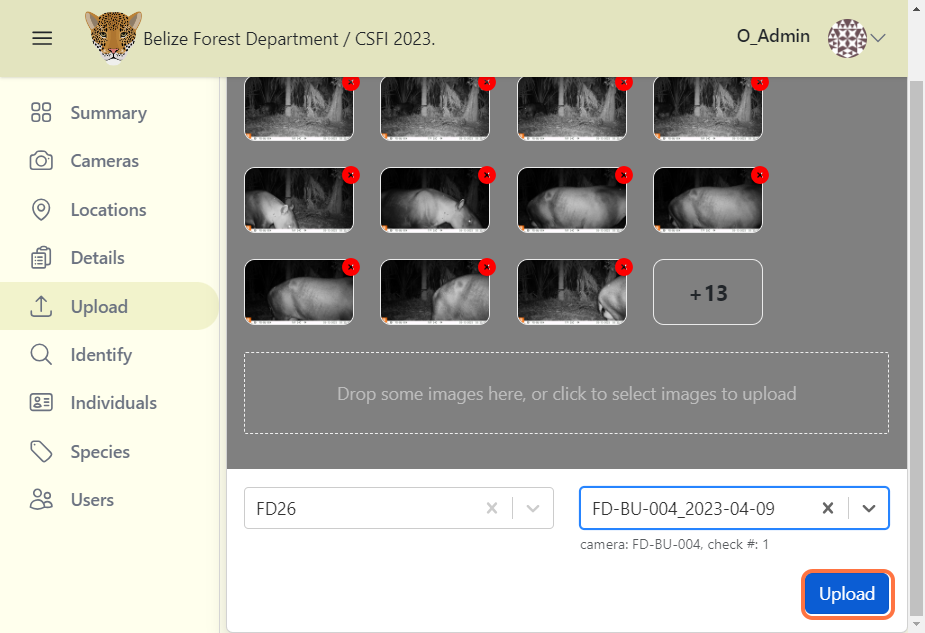 Belize Forest Department / CSFI 2023.
O_Admin
Summary
Cameras
Locations
Details
Upload
Identify
Individuals
Species
Users
+13
Drop some images here, or click to select images to upload
FD26
FD-BU-004_2023-04-09
camera: FD-BU-004, check #: 1
Upload